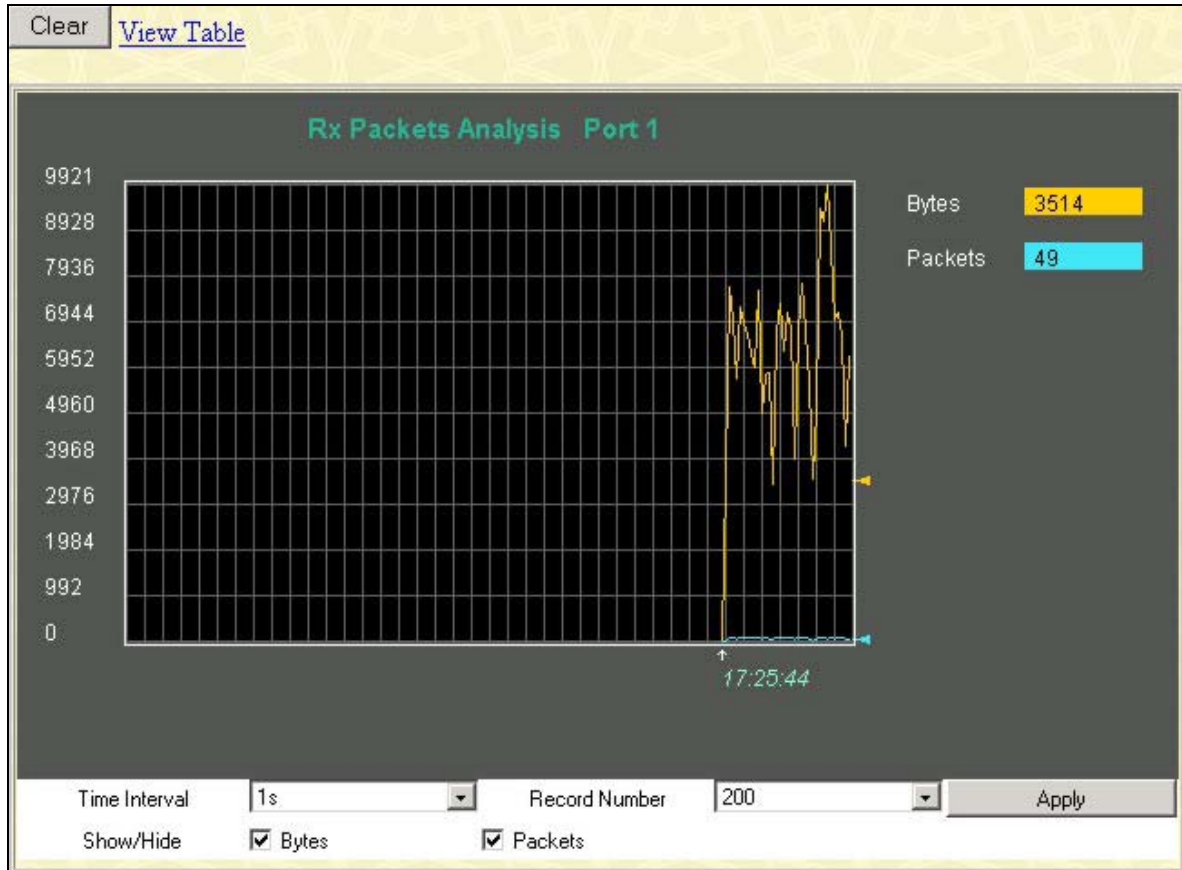 Clear View Table
Rx Packets Analysis Port 1
9921
8928
7936
6944
5952
4960
3968
2976
1984
992
0
Bytes 3514
Packets 49
17:25:44
Time Interval 1s Record Number 200 Apply
Show/Hide Bytes Packets